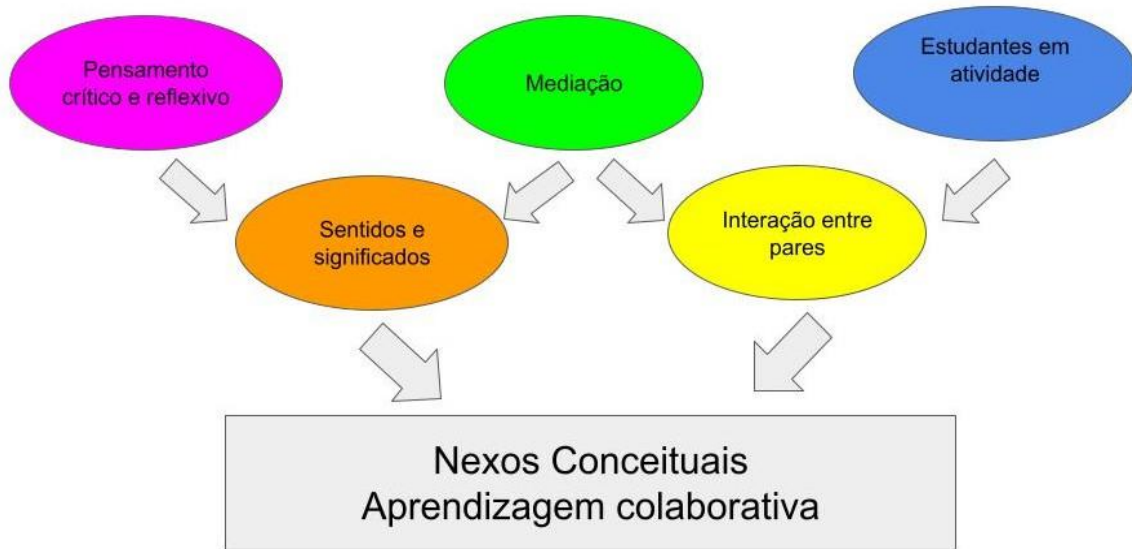 Pensamento
crítico e reflexivo
Mediação
Estudantes em
atividade
Sentidos e
significados
Interação entre
pares
Nexos Conceituais
Aprendizagem colaborativa